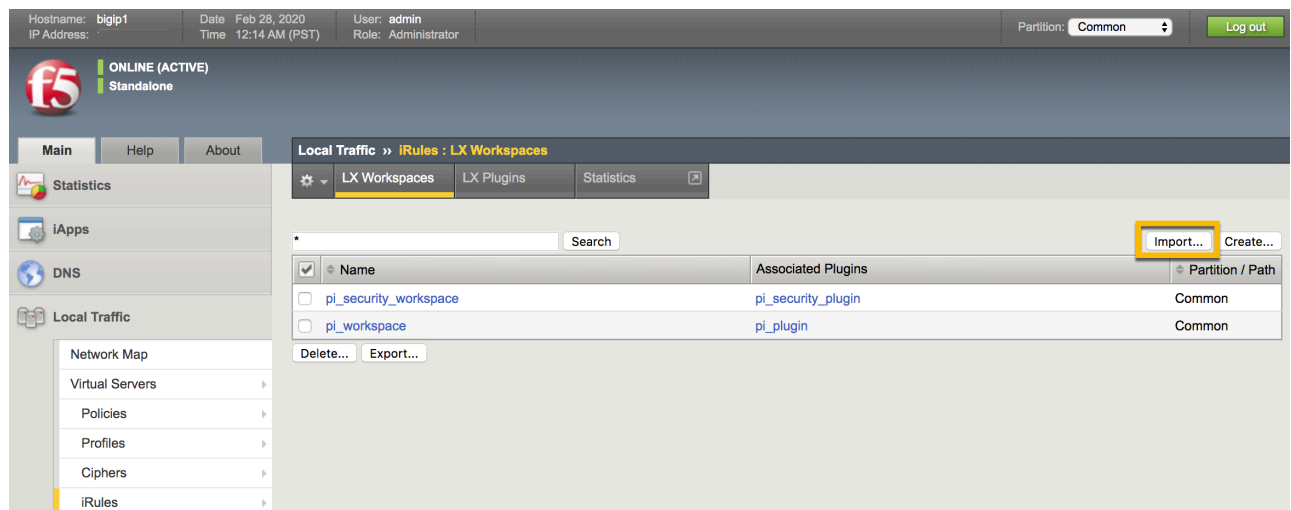 Hostname: bigip1 Date Feb 28, 2020 User: admin
IP Address: Time 12:14 AM (PST) Role: Administrator
Partition: Common Log out
f5
ONLINE (ACTIVE)
Standalone
Main Help About
Local Traffic ›› iRules : LX Workspaces
LX Workspaces LX Plugins Statistics
Statistics
iApps
DNS
Local Traffic
Network Map
Virtual Servers
Policies
Profiles
Ciphers
iRules
* Search Import... Create...
Name Associated Plugins Partition / Path
pi_security_workspace pi_security_plugin Common
pi_workspace pi_plugin Common
Delete... Export...